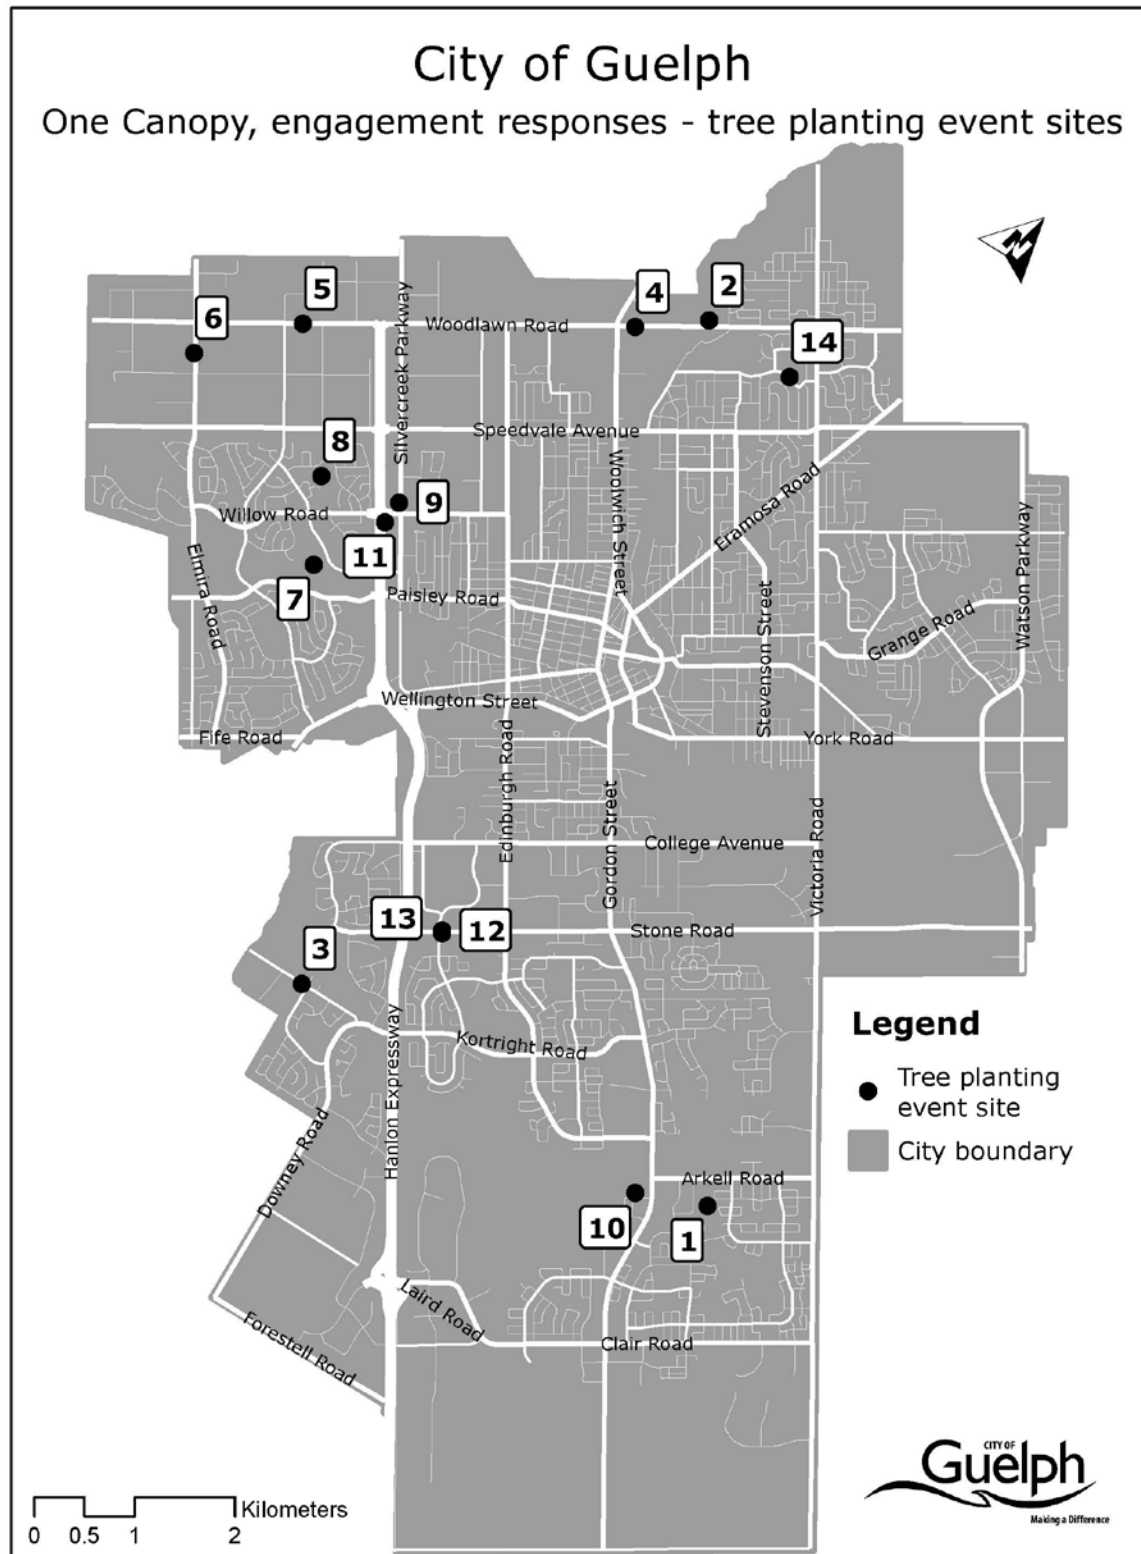 City of Guelph
One Canopy, engagement responses - tree planting event sites
N
6
5
4
2
14
Silvercreek Parkway
Woodlawn Road
Speedvale Avenue
8
9
Willow Road
11
7
Elmira Road
Paisley Road
Woolwich Street
Eramosa Road
Stevenson Street
Grange Road
Watson Parkway
Wellington Street
Fife Road
York Road
Edinburgh Road
Gordon Street
College Avenue
Victoria Road
13
12
Stone Road
3
Kortright Road
Hanlon Expressway
Downey Road
Arkell Road
10
1
Laird Road
Clair Road
Forestell Road
Legend
Tree planting
event site
City boundary
Kilometers
0 0.5 1 2
CITY OF
Guelph
Making a Difference